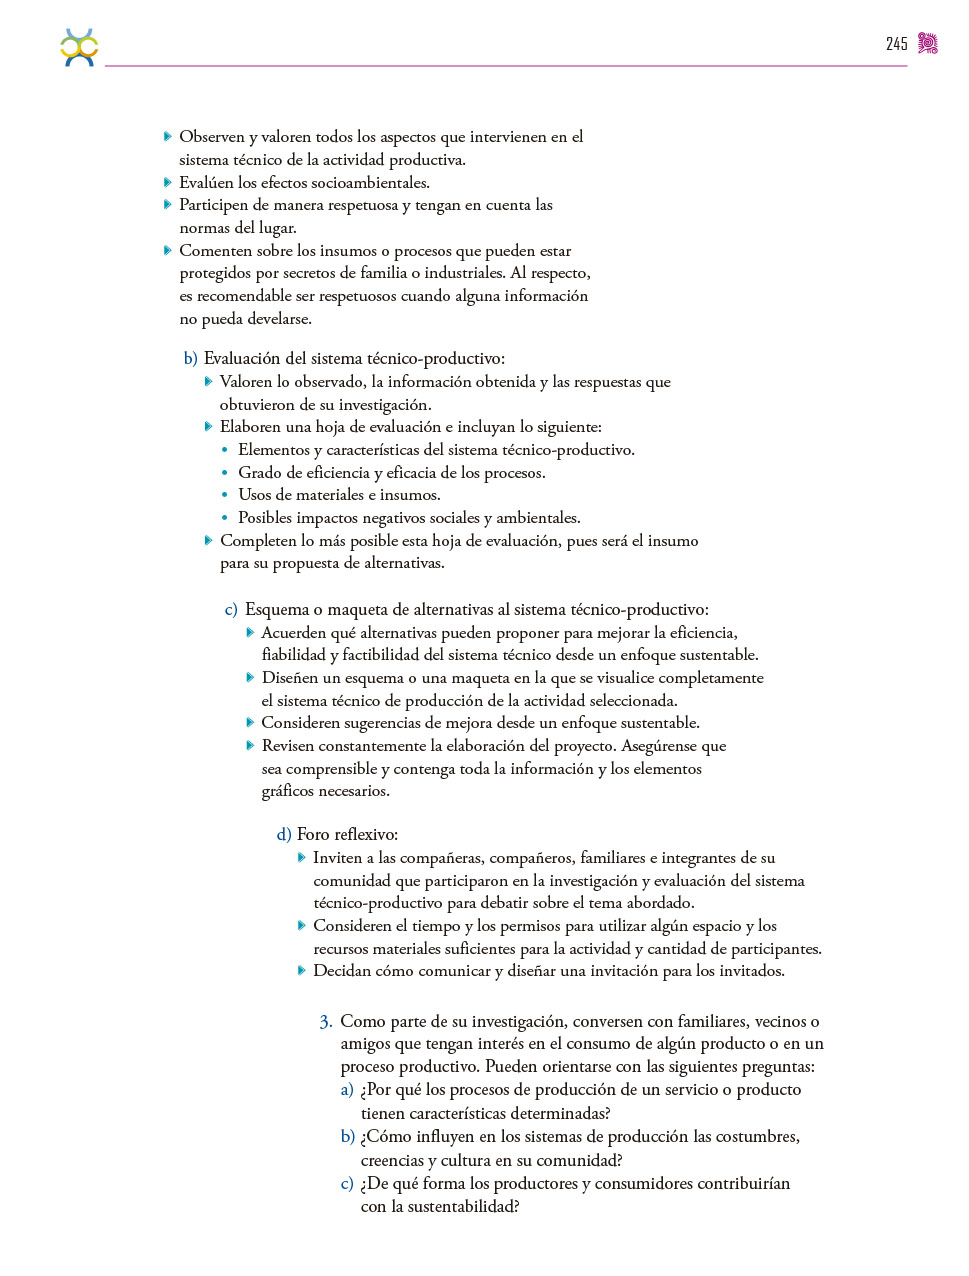 245
Observen y valoren todos los aspectos que intervienen en el
sistema técnico de la actividad productiva.
Evalúen los efectos socioambientales.
Participen de manera respetuosa y tengan en cuenta las
normas del lugar.
Comenten sobre los insumos o procesos que pueden estar
protegidos por secretos de familia o industriales. Al respecto,
es recomendable ser respetuosos cuando alguna información
no pueda develarse.
b) Evaluación del sistema técnico-productivo:
Valoren lo observado, la información obtenida y las respuestas que
obtuvieron de su investigación.
Elaboren una hoja de evaluación e incluyan lo siguiente:
• Elementos y características del sistema técnico-productivo.
• Grado de eficiencia y eficacia de los procesos.
• Usos de materiales e insumos.
• Posibles impactos negativos sociales y ambientales.
Completen lo más posible esta hoja de evaluación, pues será el insumo
para su propuesta de alternativas.
c) Esquema o maqueta de alternativas al sistema técnico-productivo:
Acuerden qué alternativas pueden proponer para mejorar la eficiencia,
fiabilidad y factibilidad del sistema técnico desde un enfoque sustentable.
Diseñen un esquema o una maqueta en la que se visualice completamente
el sistema técnico de producción de la actividad seleccionada.
Consideren sugerencias de mejora desde un enfoque sustentable.
Revisen constantemente la elaboración del proyecto. Asegúrense que
sea comprensible y contenga toda la información y los elementos
gráficos necesarios.
d) Foro reflexivo:
Inviten a las compañeras, compañeros, familiares e integrantes de su
comunidad que participaron en la investigación y evaluación del sistema
técnico-productivo para debatir sobre el tema abordado.
Consideren el tiempo y los permisos para utilizar algún espacio y los
recursos materiales suficientes para la actividad y cantidad de participantes.
Decidan cómo comunicar y diseñar una invitación para los invitados.
3. Como parte de su investigación, conversen con familiares, vecinos o
amigos que tengan interés en el consumo de algún producto o en un
proceso productivo. Pueden orientarse con las siguientes preguntas:
a) ¿Por qué los procesos de producción de un servicio o producto
tienen características determinadas?
b) ¿Cómo influyen en los sistemas de producción las costumbres,
creencias y cultura en su comunidad?
c) ¿De qué forma los productores y consumidores contribuirían
con la sustentabilidad?